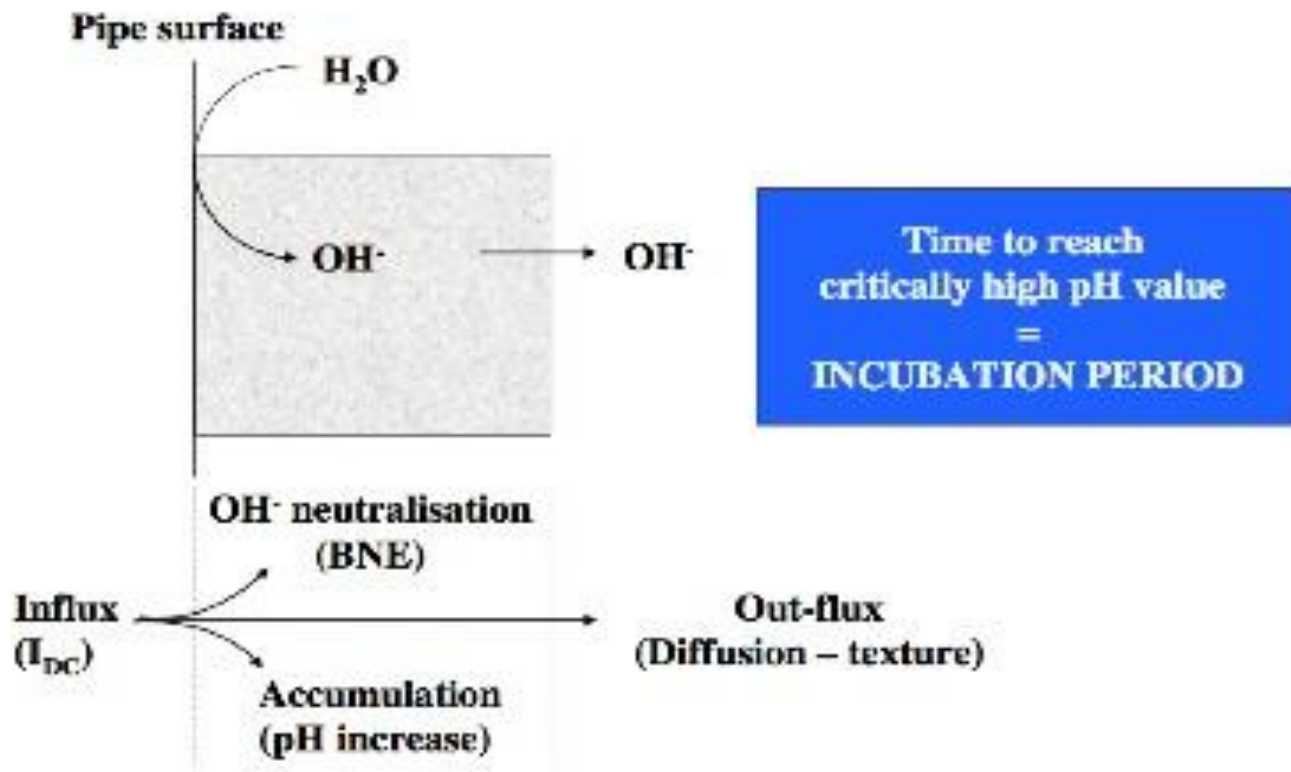 Pipe surface
H₂O
OH⁻
OH⁻
Time to reach
critically high pH value
=
INCUBATION PERIOD
OH⁻ neutralisation
(BNE)
Influx
(I_DC)
Out-flux
(Diffusion – texture)
Accumulation
(pH increase)